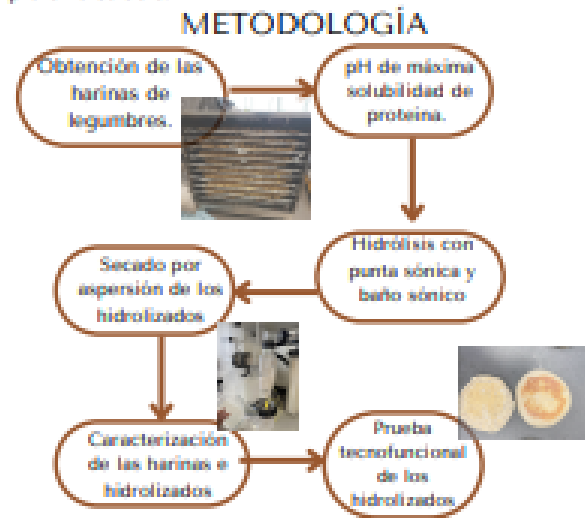 METODOLOGÍA
Obtención de las
harinas de
legumbres.
pH de máxima
solubilidad de
proteína.
Hidrólisis con
punta sónica y
baño sónico
Secado por
aspersión de los
hidrolizados
Caracterización
de las harinas e
hidrolizados
Prueba
tecnofuncional
de los
hidrolizados